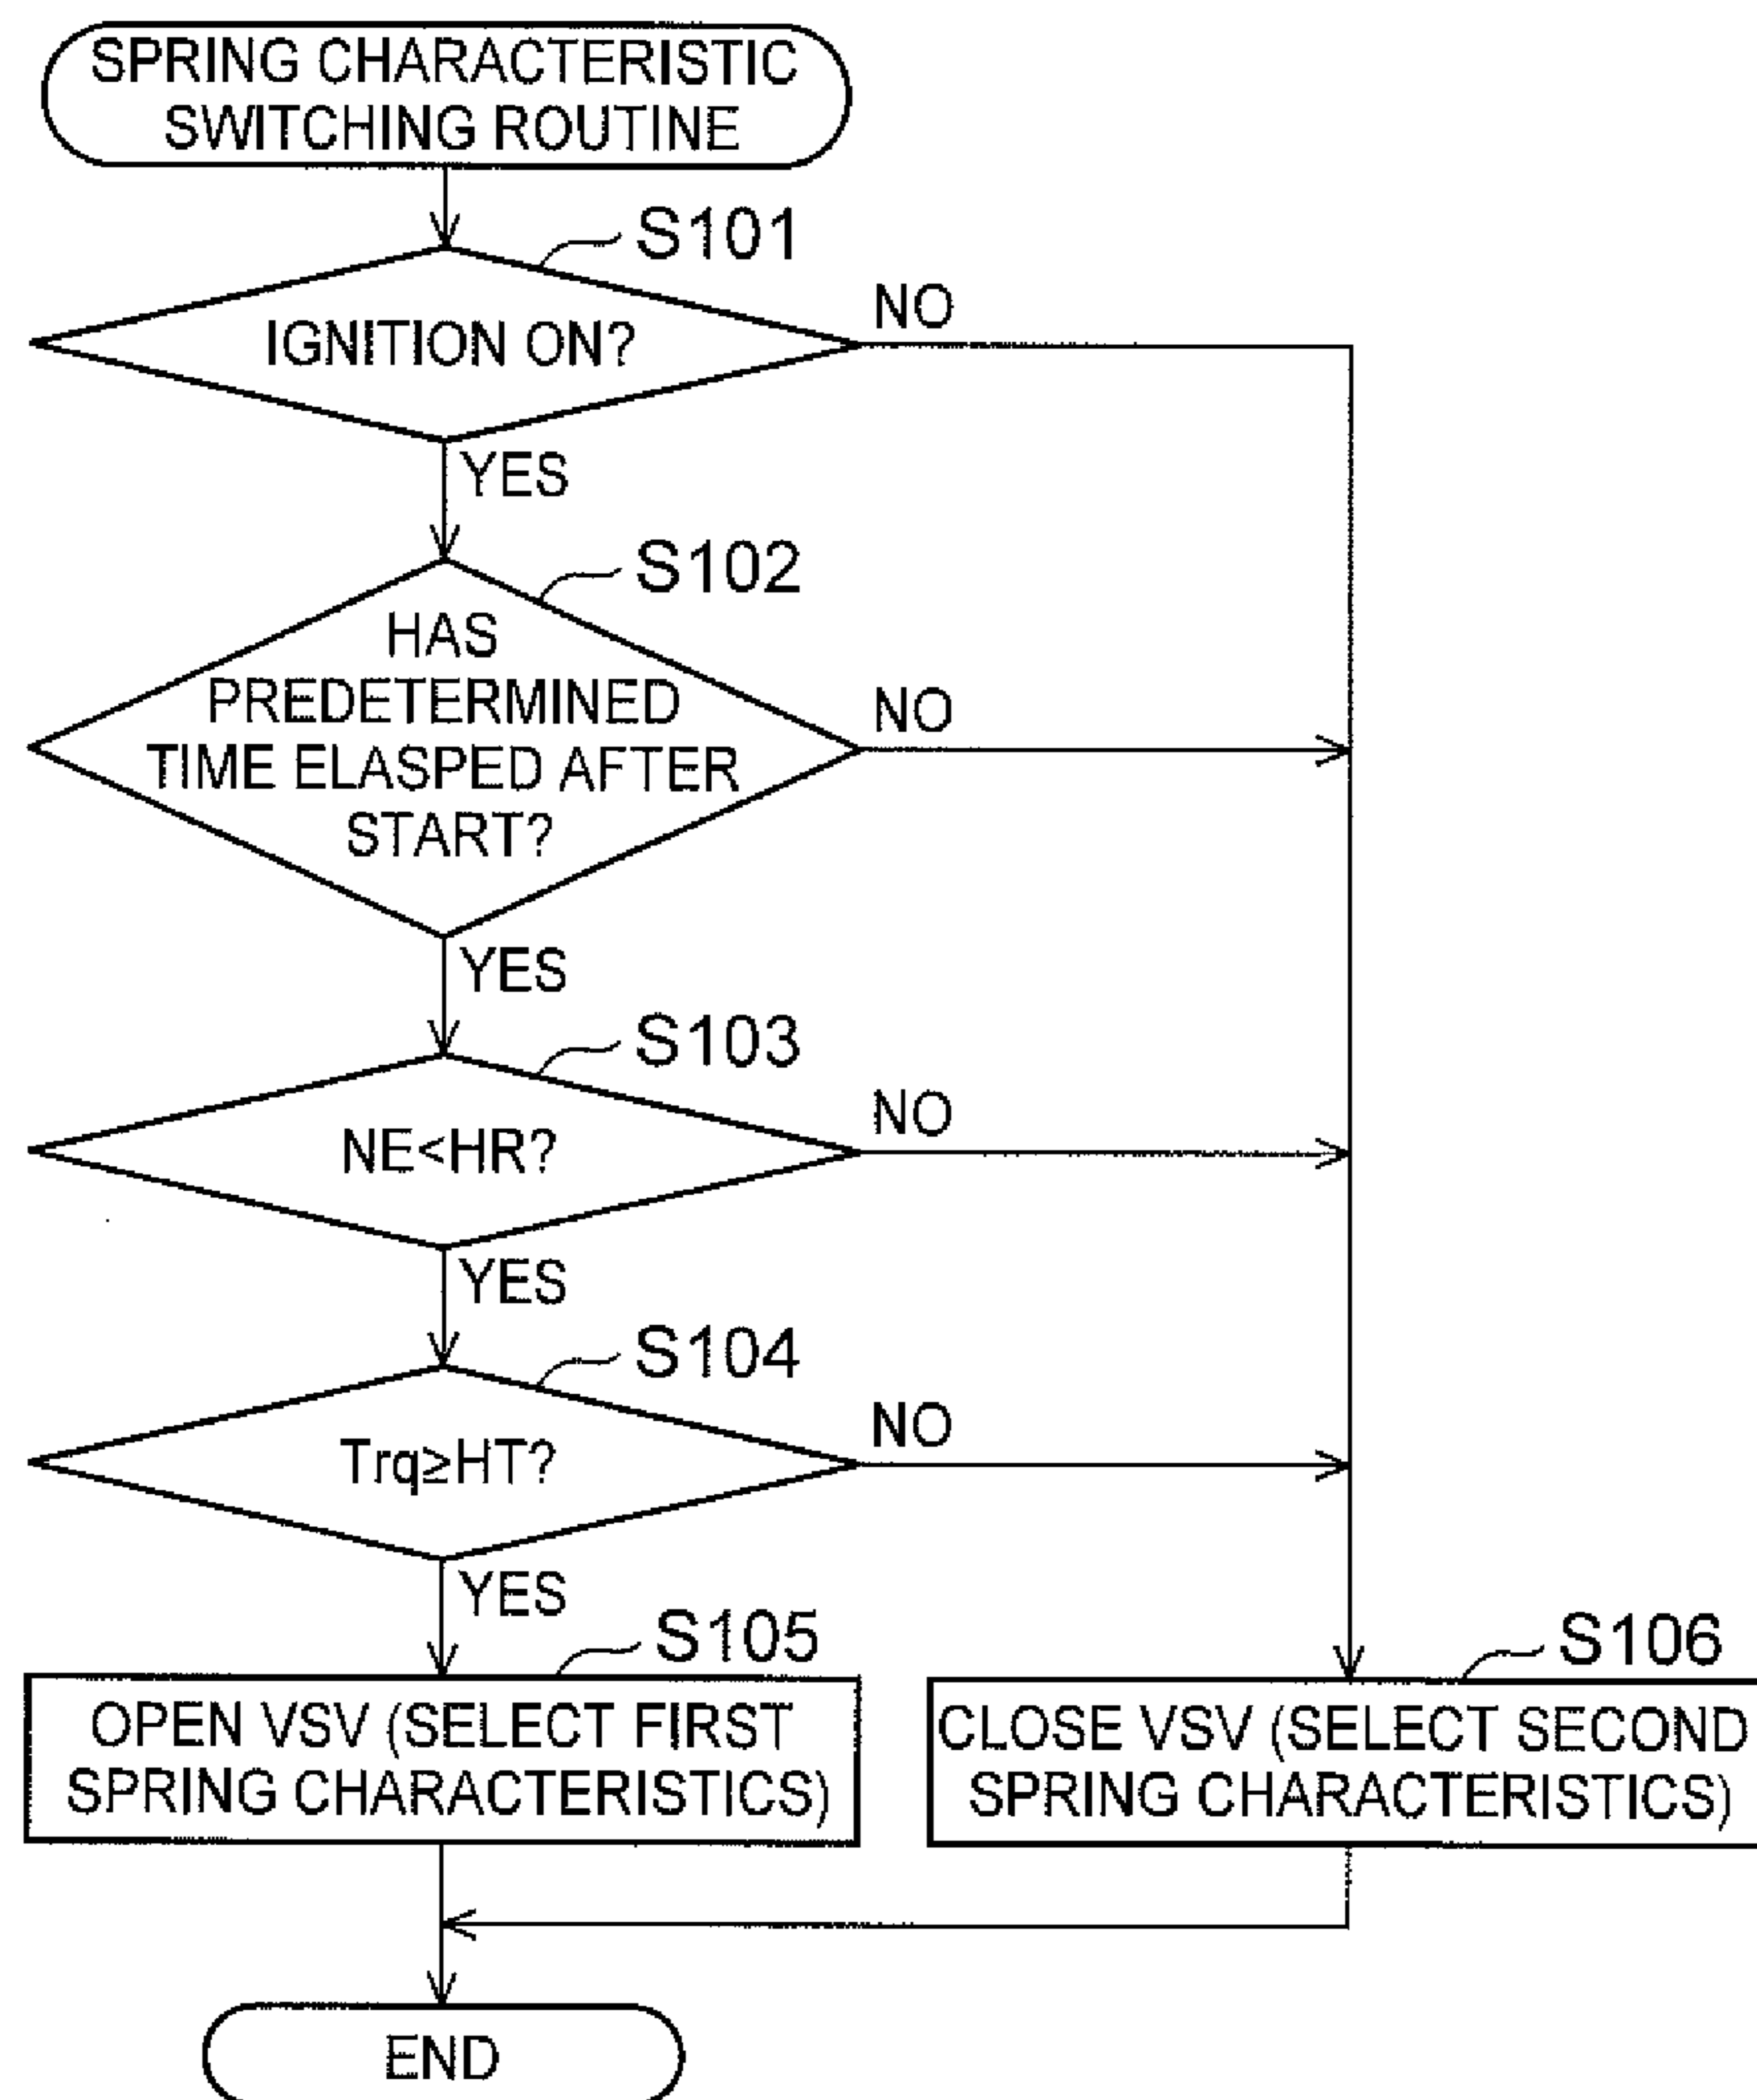 SPRING CHARACTERISTIC
SWITCHING ROUTINE
S101
IGNITION ON?
NO
YES
S102
HAS
PREDETERMINED
TIME ELASPED AFTER
START?
NO
YES
S103
NE<HR?
NO
YES
S104
Trq≥HT?
NO
YES
S105
OPEN VSV (SELECT FIRST
SPRING CHARACTERISTICS)
S106
CLOSE VSV (SELECT SECOND
SPRING CHARACTERISTICS)
END